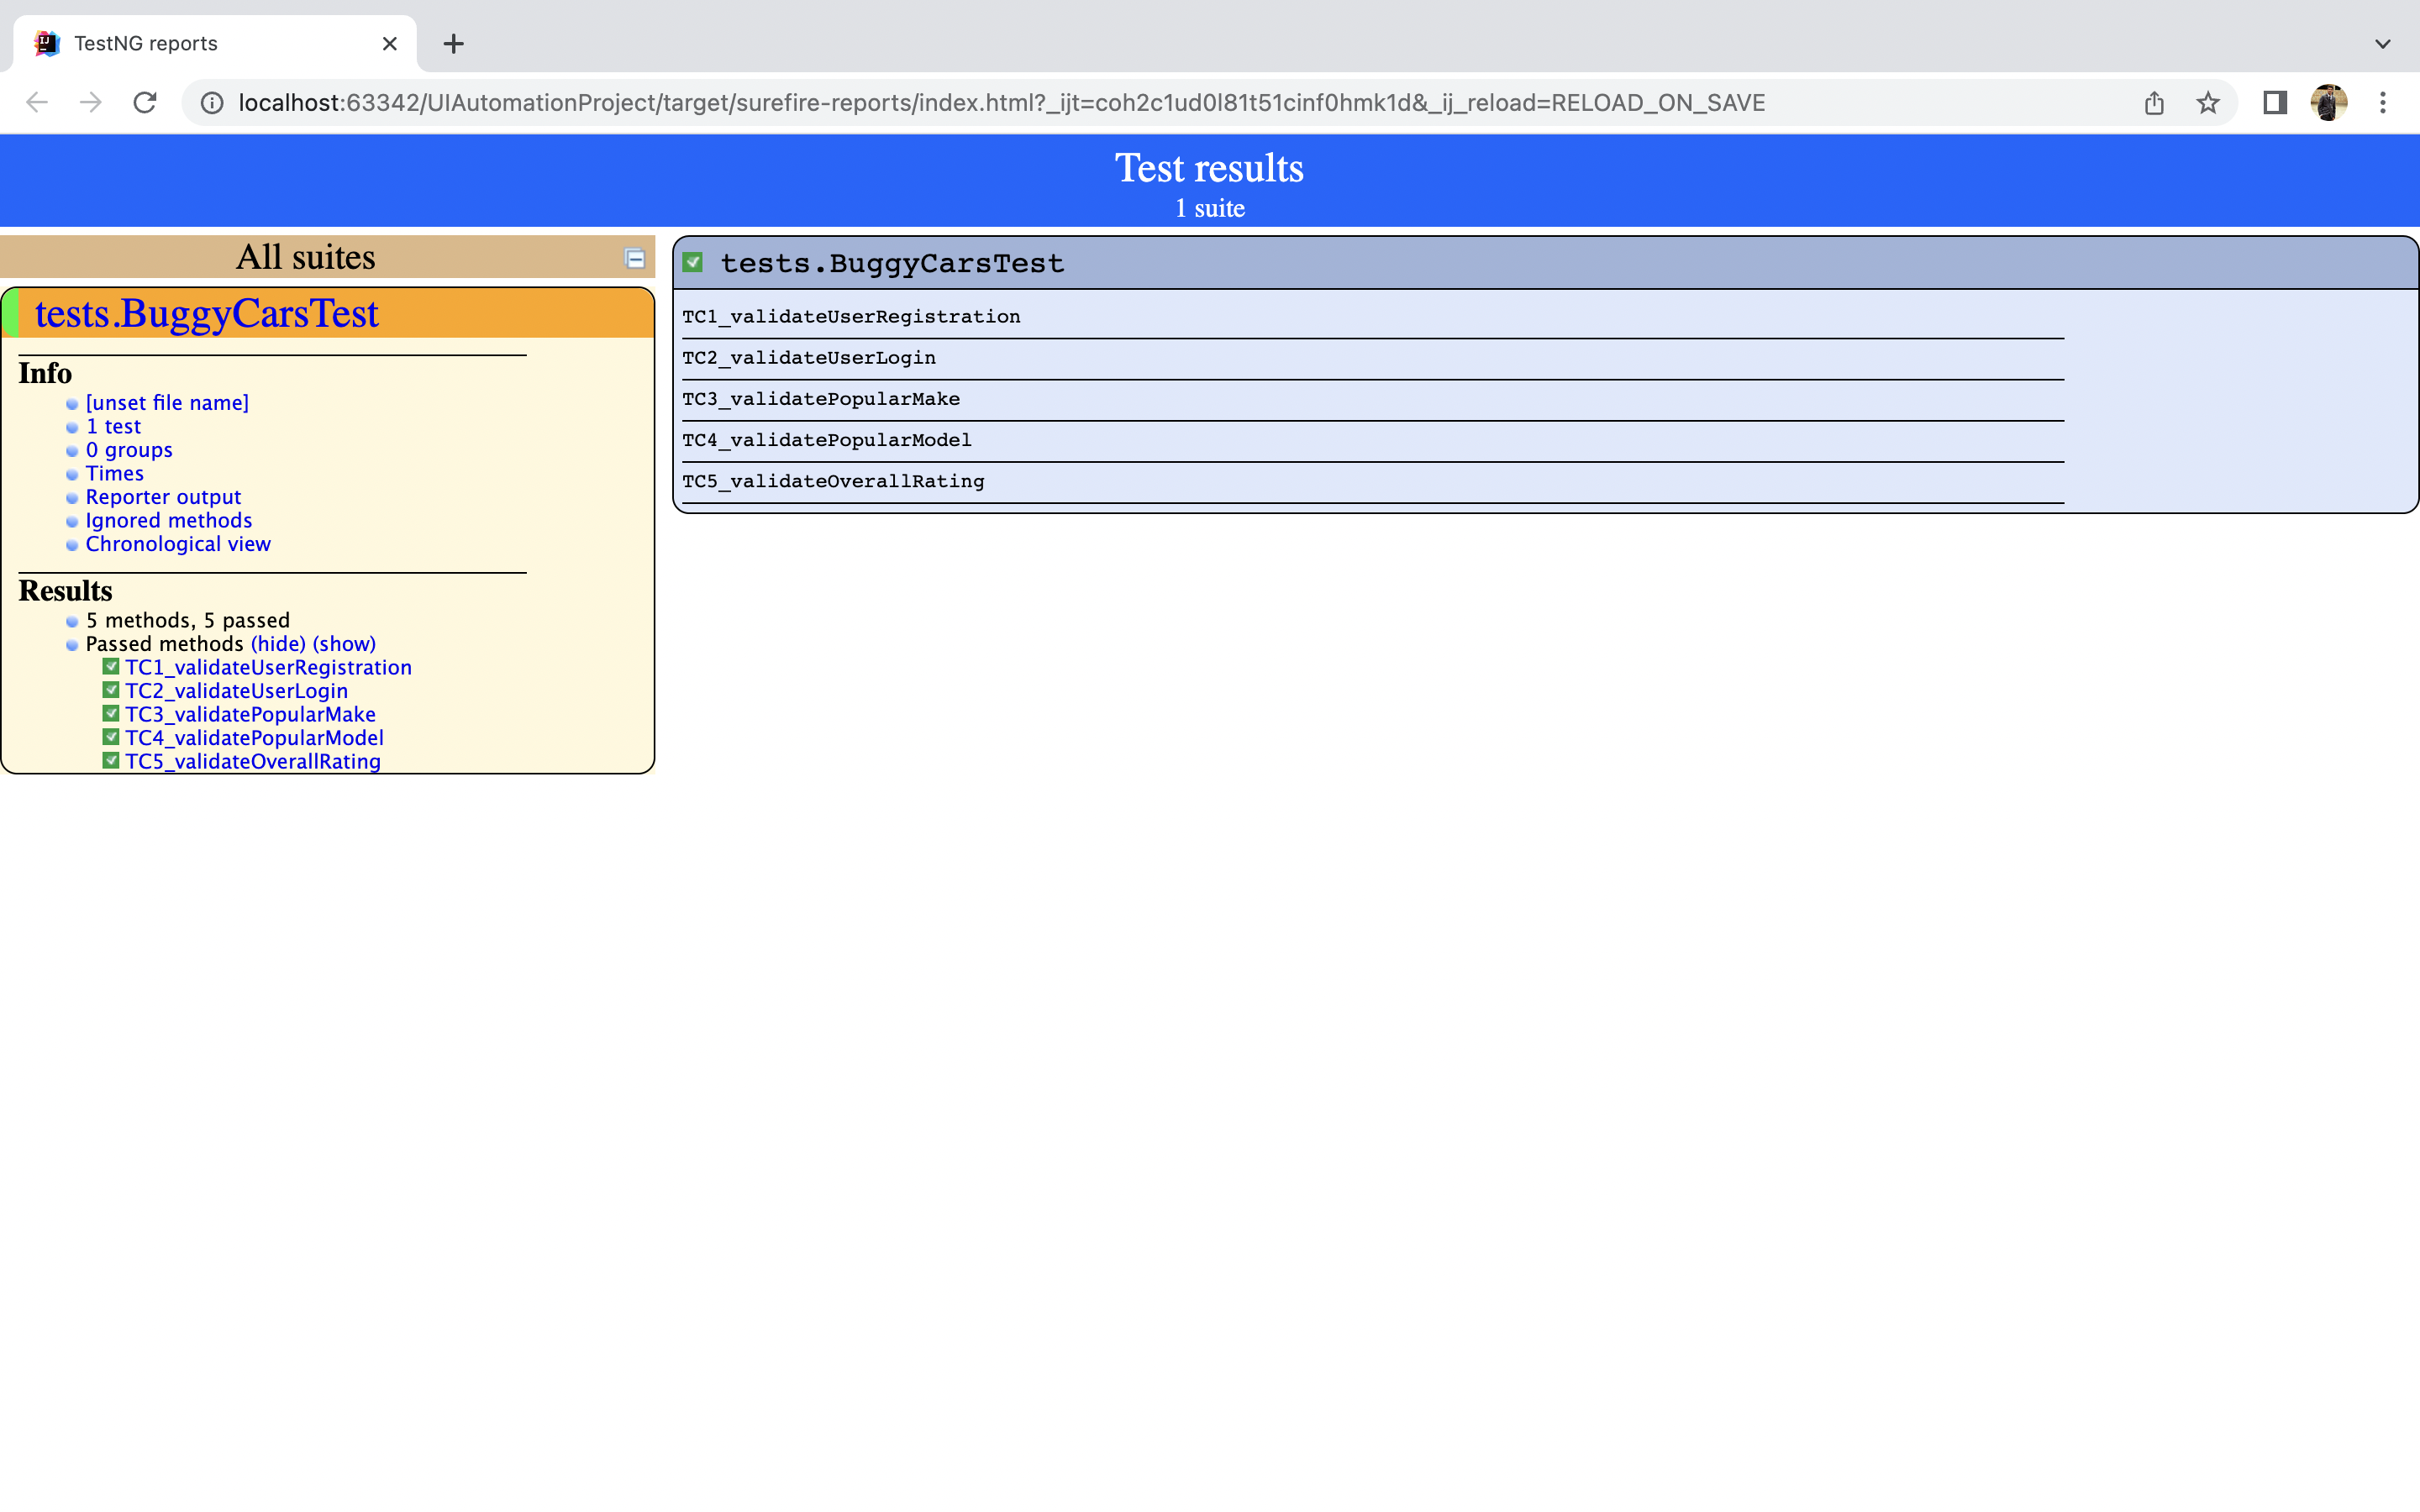 TestNG reports
localhost:63342/UIAutomationProject/target/surefire-reports/index.html?_ijt=coh2c1ud0l81t51cinf0hmk1d&_ij_reload=RELOAD_ON_SAVE
Test results
1 suite
All suites
tests.BuggyCarsTest
Info
[unset file name]
1 test
0 groups
Times
Reporter output
Ignored methods
Chronological view
Results
5 methods, 5 passed
Passed methods (hide) (show)
TC1_validateUserRegistration
TC2_validateUserLogin
TC3_validatePopularMake
TC4_validatePopularModel
TC5_validateOverallRating
tests.BuggyCarsTest
TC1_validateUserRegistration
TC2_validateUserLogin
TC3_validatePopularMake
TC4_validatePopularModel
TC5_validateOverallRating